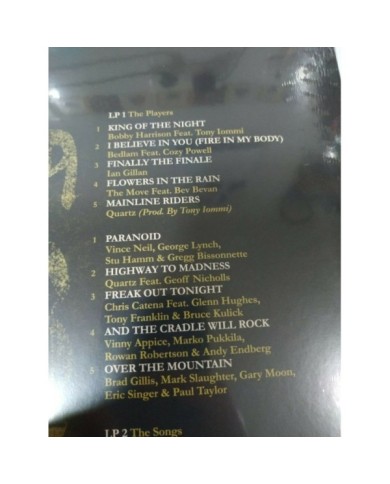 LP 1 The Players
1 KING OF THE NIGHT
Bobby Harrison Feat. Tony Iommi
2 I BELIEVE IN YOU (FIRE IN MY BODY)
Bedlam Feat. Cozy Powell
3 FINALLY THE FINALE
Ian Gillan
4 FLOWERS IN THE RAIN
The Move Feat. Bev Bevan
5 MAINLINE RIDERS
Quartz (Prod. By Tony Iommi)
1 PARANOID
Vince Neil, George Lynch,
Stu Hamm & Gregg Bissonnette
2 HIGHWAY TO MADNESS
Quartz Feat. Geoff Nicholls
3 FREAK OUT TONIGHT
Chris Catena Feat. Glenn Hughes,
Tony Franklin & Bruce Kulick
4 AND THE CRADLE WILL ROCK
Vinny Appice, Marko Pukkila,
Rowan Robertson & Andy Endberg
5 OVER THE MOUNTAIN
Brad Gillis, Mark Slaughter, Gary Moon,
Eric Singer & Paul Taylor
LP 2 The Songs